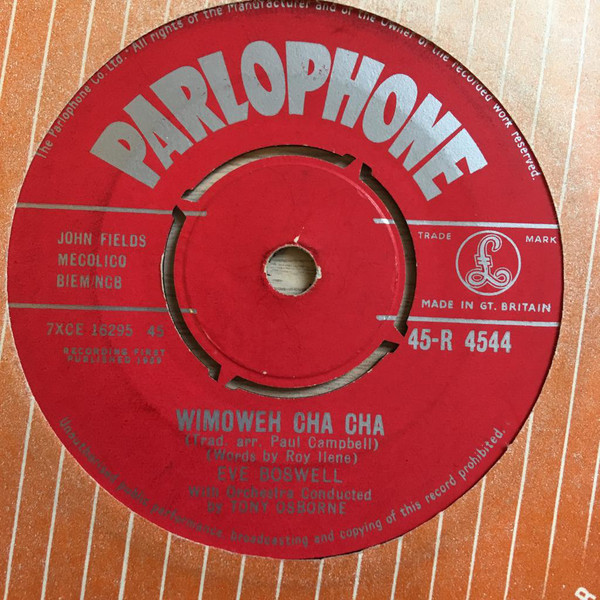 The Parlophone Co. Ltd. All rights of the Manufacturer and of the Owner of the recorded work reserved.
PARLOPHONE
JOHN FIELDS
MECOLICO
BIEM/NCB
TRADE MARK
£
MADE IN GT. BRITAIN
7XCE 16295 45
45-R 4544
RECORDING FIRST
PUBLISHED 1959
WIMOWEH CHA CHA
(Trad. arr. Paul Campbell)
(Words by Roy Ilene)
EVE BOSWELL
With Orchestra Conducted
by TONY OSBORNE
Unauthorised public performance, broadcasting and copying of this record prohibited.